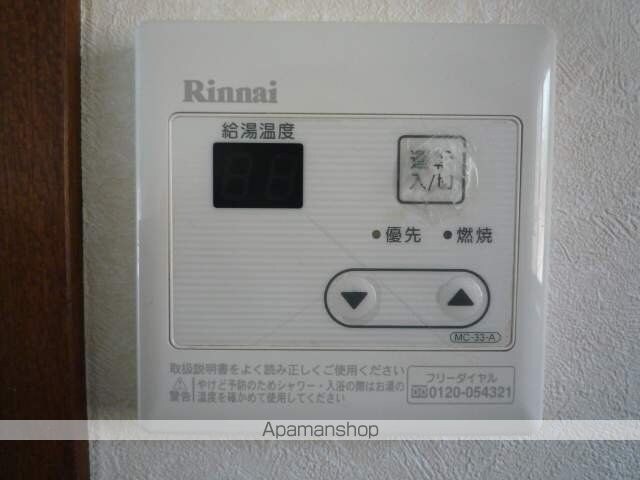 Rinnai
給湯温度
運転
入/切
優先
燃焼
MC-33-A
取扱説明書をよく読み正しくご使用ください
警告
やけど予防のためシャワー・入浴の際はお湯の
温度を確かめて使用してください
フリーダイヤル
0120-054321
Apamanshop